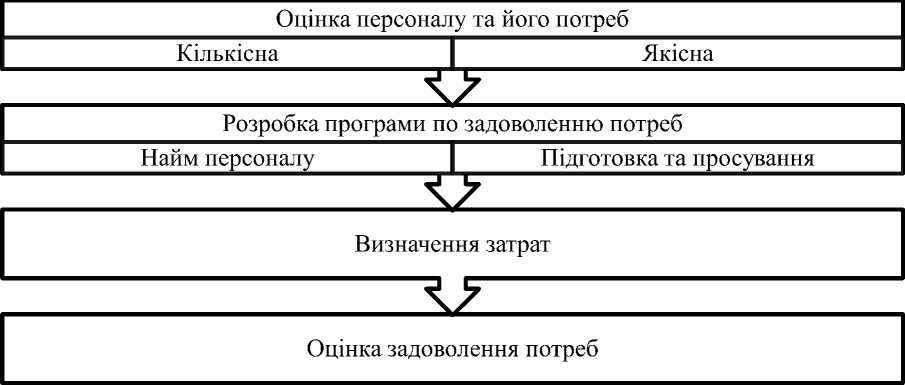 Оцінка персоналу та його потреб
Кількісна
Якісна
Розробка програми по задоволенню потреб
Найм персоналу
Підготовка та просування
Визначення затрат
Оцінка задоволення потреб